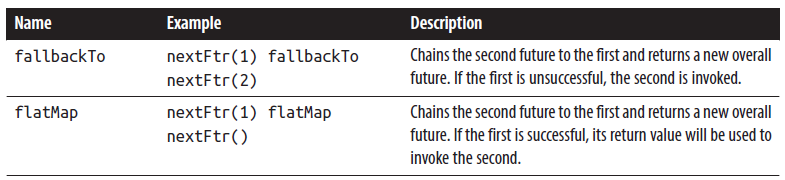 Name Example Description
fallbackTo nextFtr(1) fallbackTo Chains the second future to the first and returns a new overall
nextFtr(2) future. If the first is unsuccessful, the second is invoked.
flatMap nextFtr(1) flatMap Chains the second future to the first and returns a new overall
nextFtr() future. If the first is successful, its return value will be used to
invoke the second.